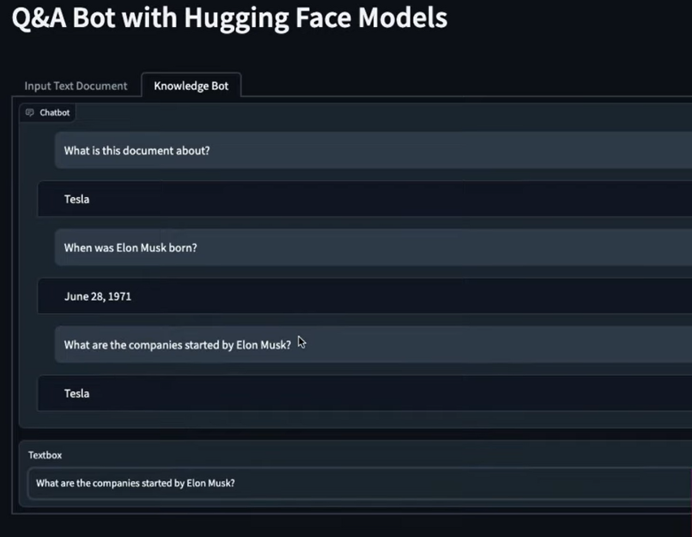 Q&A Bot with Hugging Face Models
Input Text Document
Knowledge Bot
Chatbot
What is this document about?
Tesla
When was Elon Musk born?
June 28, 1971
What are the companies started by Elon Musk?
Tesla
Textbox
What are the companies started by Elon Musk?